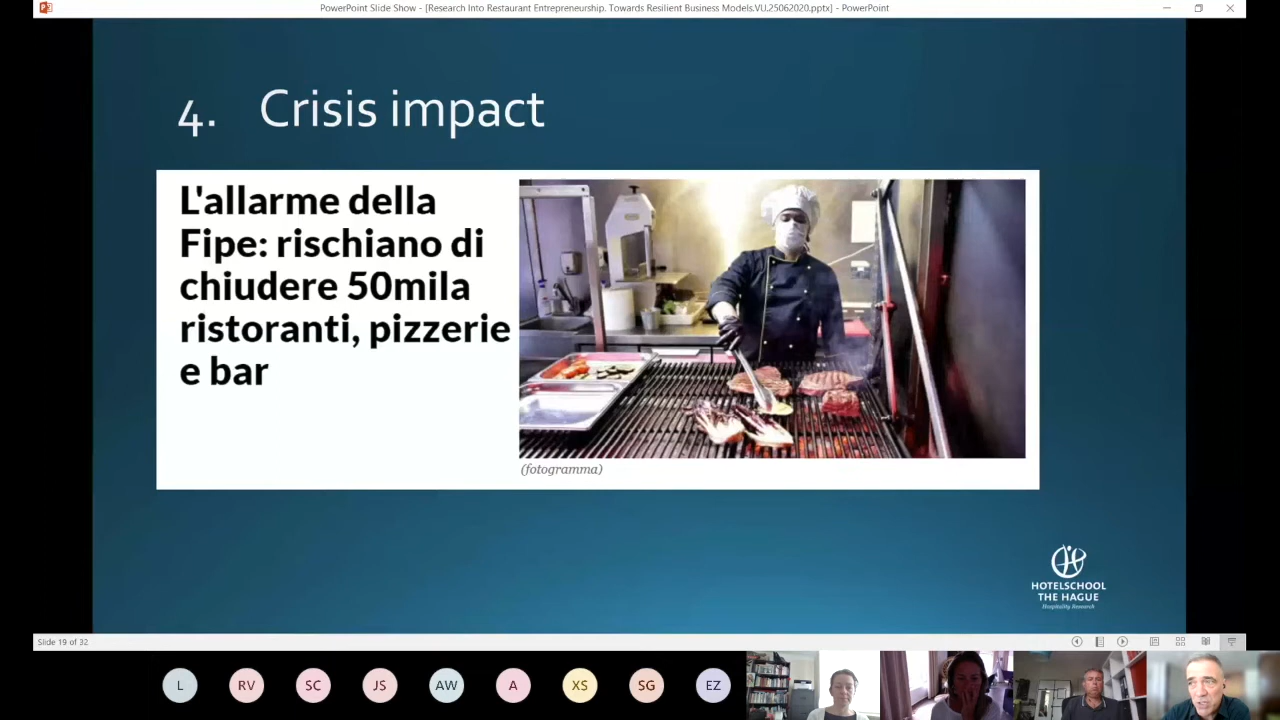 PowerPoint Slide Show - [Research Into Restaurant Entrepreneurship. Towards Resilient Business Models.VU.25062020.pptx] - PowerPoint
4. Crisis impact
L'allarme della
Fipe: rischiano di
chiudere 50mila
ristoranti, pizzerie
e bar
(fotogramma)
HOTELSCHOOL
THE HAGUE
Hospitality Research
Slide 19 of 32
L RV SC JS AW A XS SG EZ